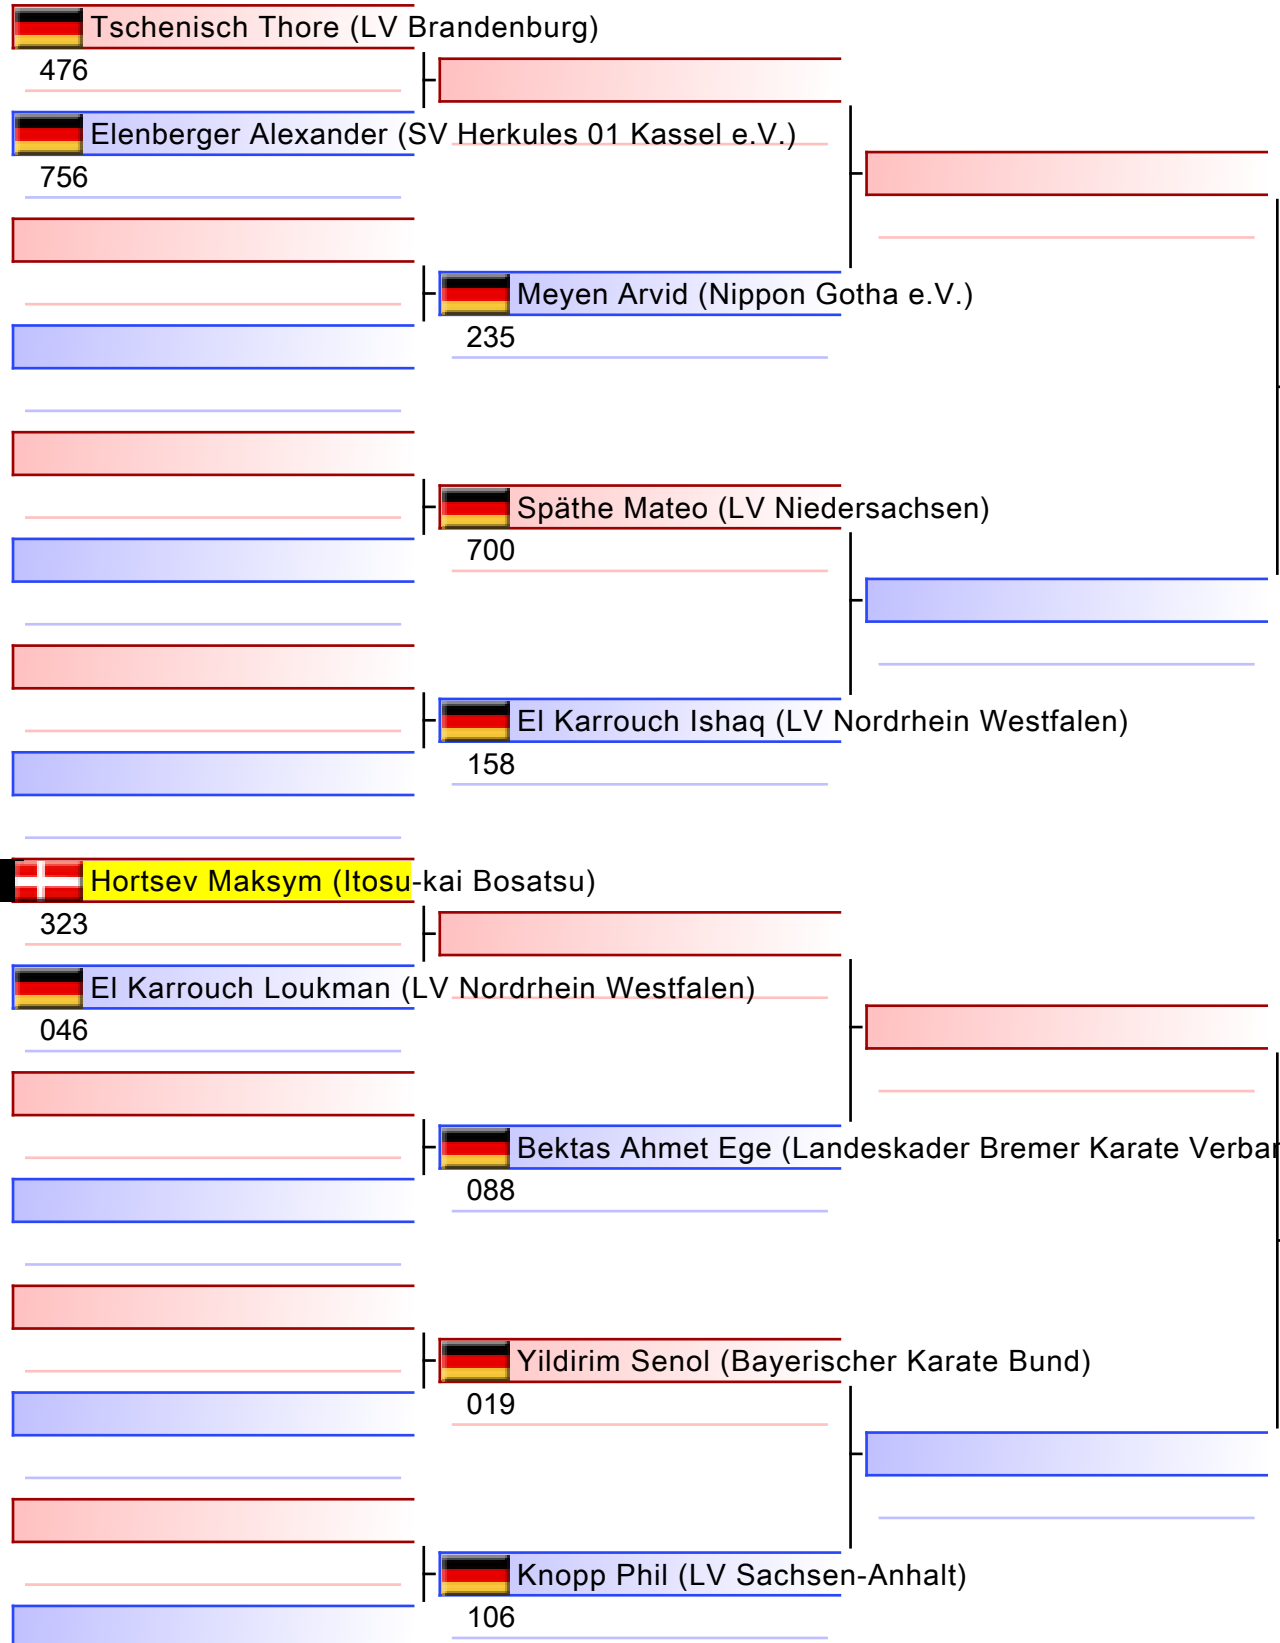 Tschenisch Thore (LV Brandenburg)
476
Elenberger Alexander (SV Herkules 01 Kassel e.V.)
756
Meyen Arvid (Nippon Gotha e.V.)
235
Späthe Mateo (LV Niedersachsen)
700
El Karrouch Ishaq (LV Nordrhein Westfalen)
158
Hortsev Maksym (Itosu-kai Bosatsu)
323
El Karrouch Loukman (LV Nordrhein Westfalen)
046
Bektas Ahmet Ege (Landeskader Bremer Karate
088
Yildirim Senol (Bayerischer Karate Bund)
019
Knopp Phil (LV Sachsen-Anhalt)
106